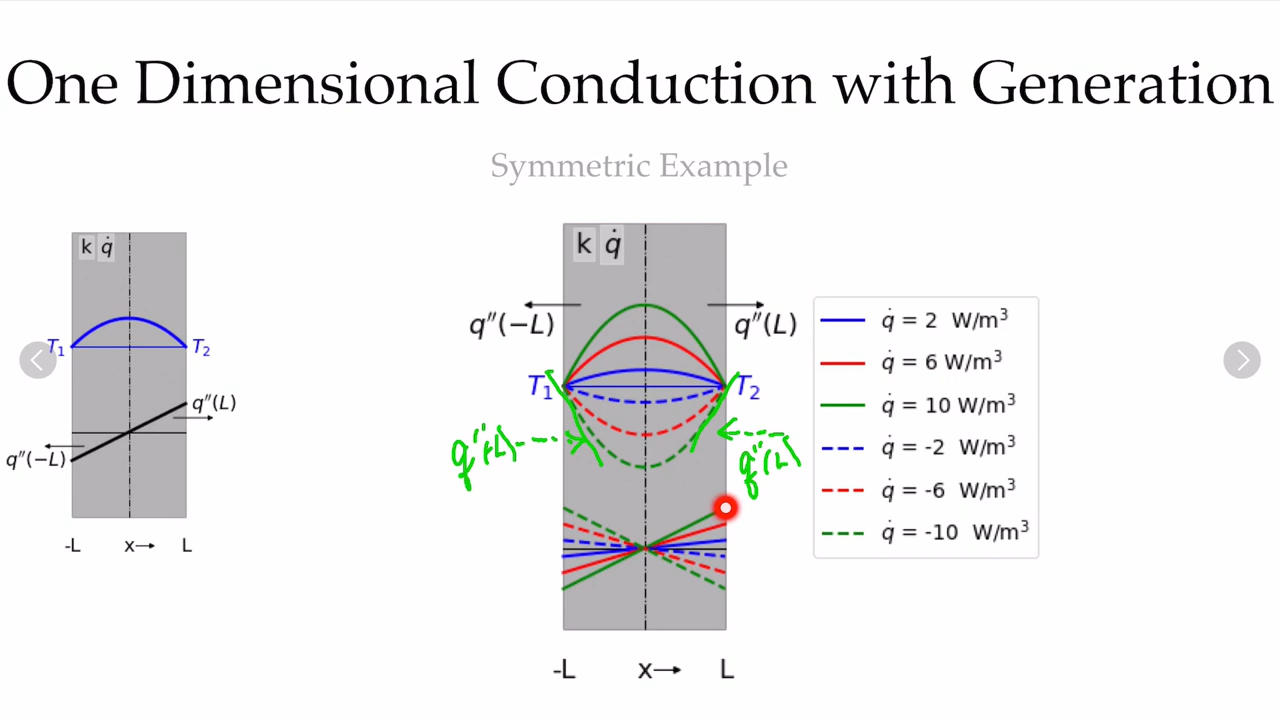 One Dimensional Conduction with Generation
Symmetric Example
k q̇
T₁
T₂
q″(L)
q″(−L)
-L x→ L
k q̇
q″(−L)
q″(L)
T₁
T₂
q″(-L)
q″(L)
-L x→ L
q̇ = 2 W/m³
q̇ = 6 W/m³
q̇ = 10 W/m³
q̇ = -2 W/m³
q̇ = -6 W/m³
q̇ = -10 W/m³